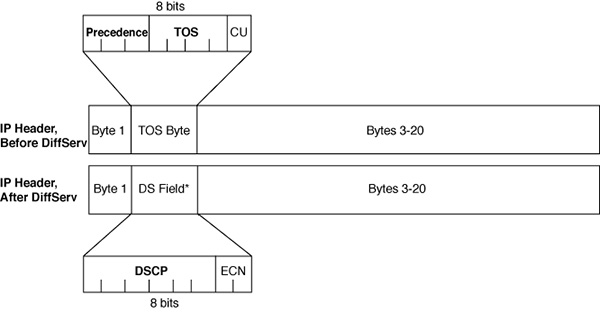 8 bits
Precedence TOS CU
IP Header,
Before DiffServ
Byte 1 TOS Byte Bytes 3-20
IP Header,
After DiffServ
Byte 1 DS Field* Bytes 3-20
DSCP ECN
8 bits